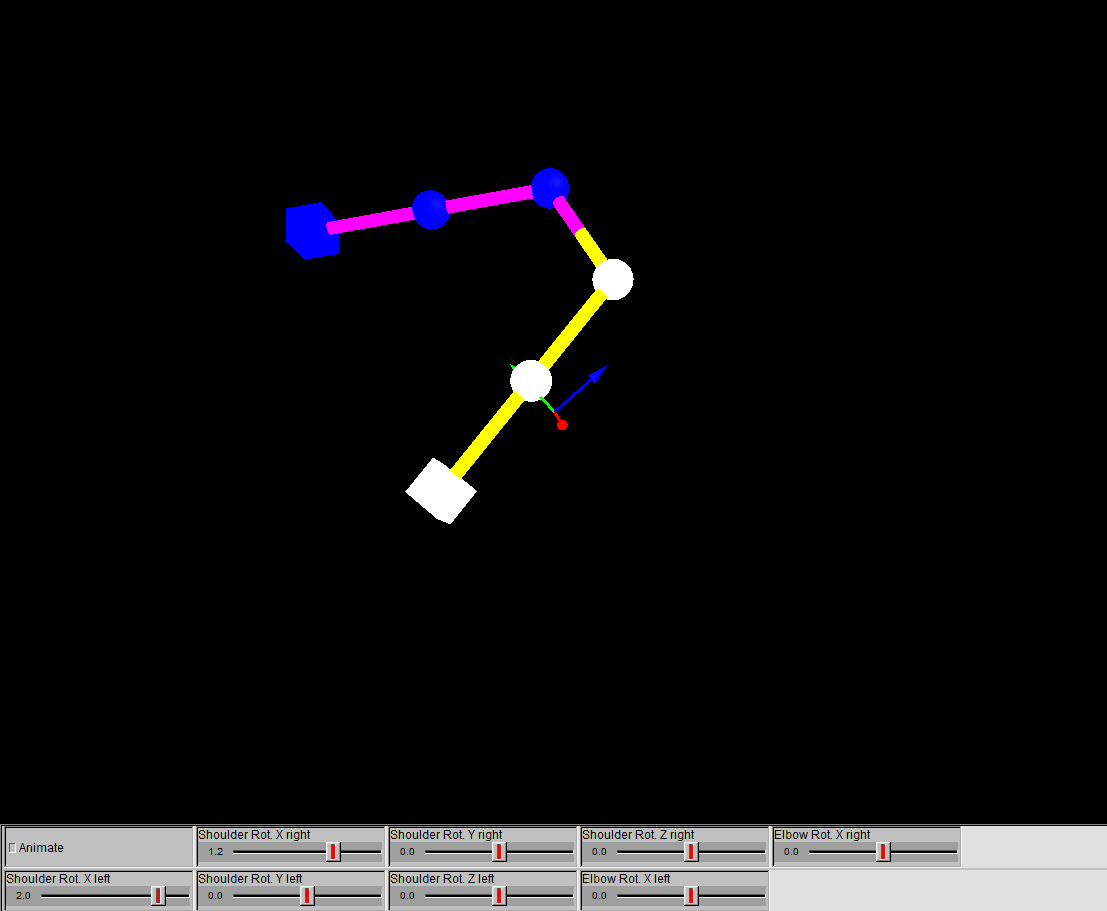 Animate
Shoulder Rot. X right
1.2
Shoulder Rot. Y right
0.0
Shoulder Rot. Z right
0.0
Elbow Rot. X right
0.0
Shoulder Rot. X left
2.0
Shoulder Rot. Y left
0.0
Shoulder Rot. Z left
0.0
Elbow Rot. X left
0.0